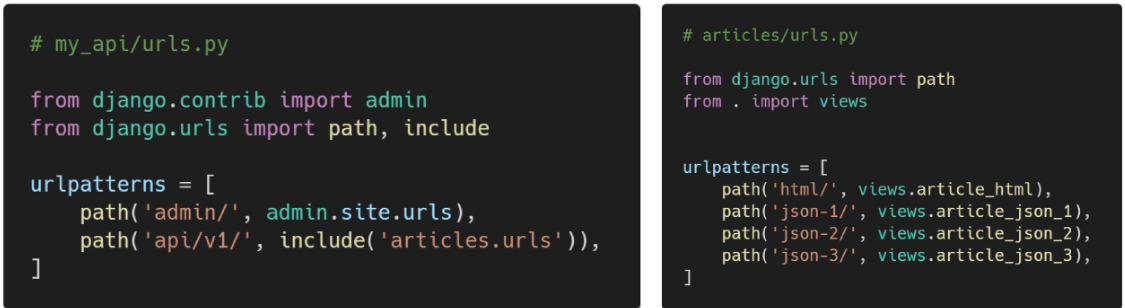 # my_api/urls.py
from django.contrib import admin
from django.urls import path, include
urlpatterns = [
    path('admin/', admin.site.urls),
    path('api/v1/', include('articles.urls')),
]
# articles/urls.py
from django.urls import path
from . import views
urlpatterns = [
    path('html/', views.article_html),
    path('json-1/', views.article_json_1),
    path('json-2/', views.article_json_2),
    path('json-3/', views.article_json_3),
]